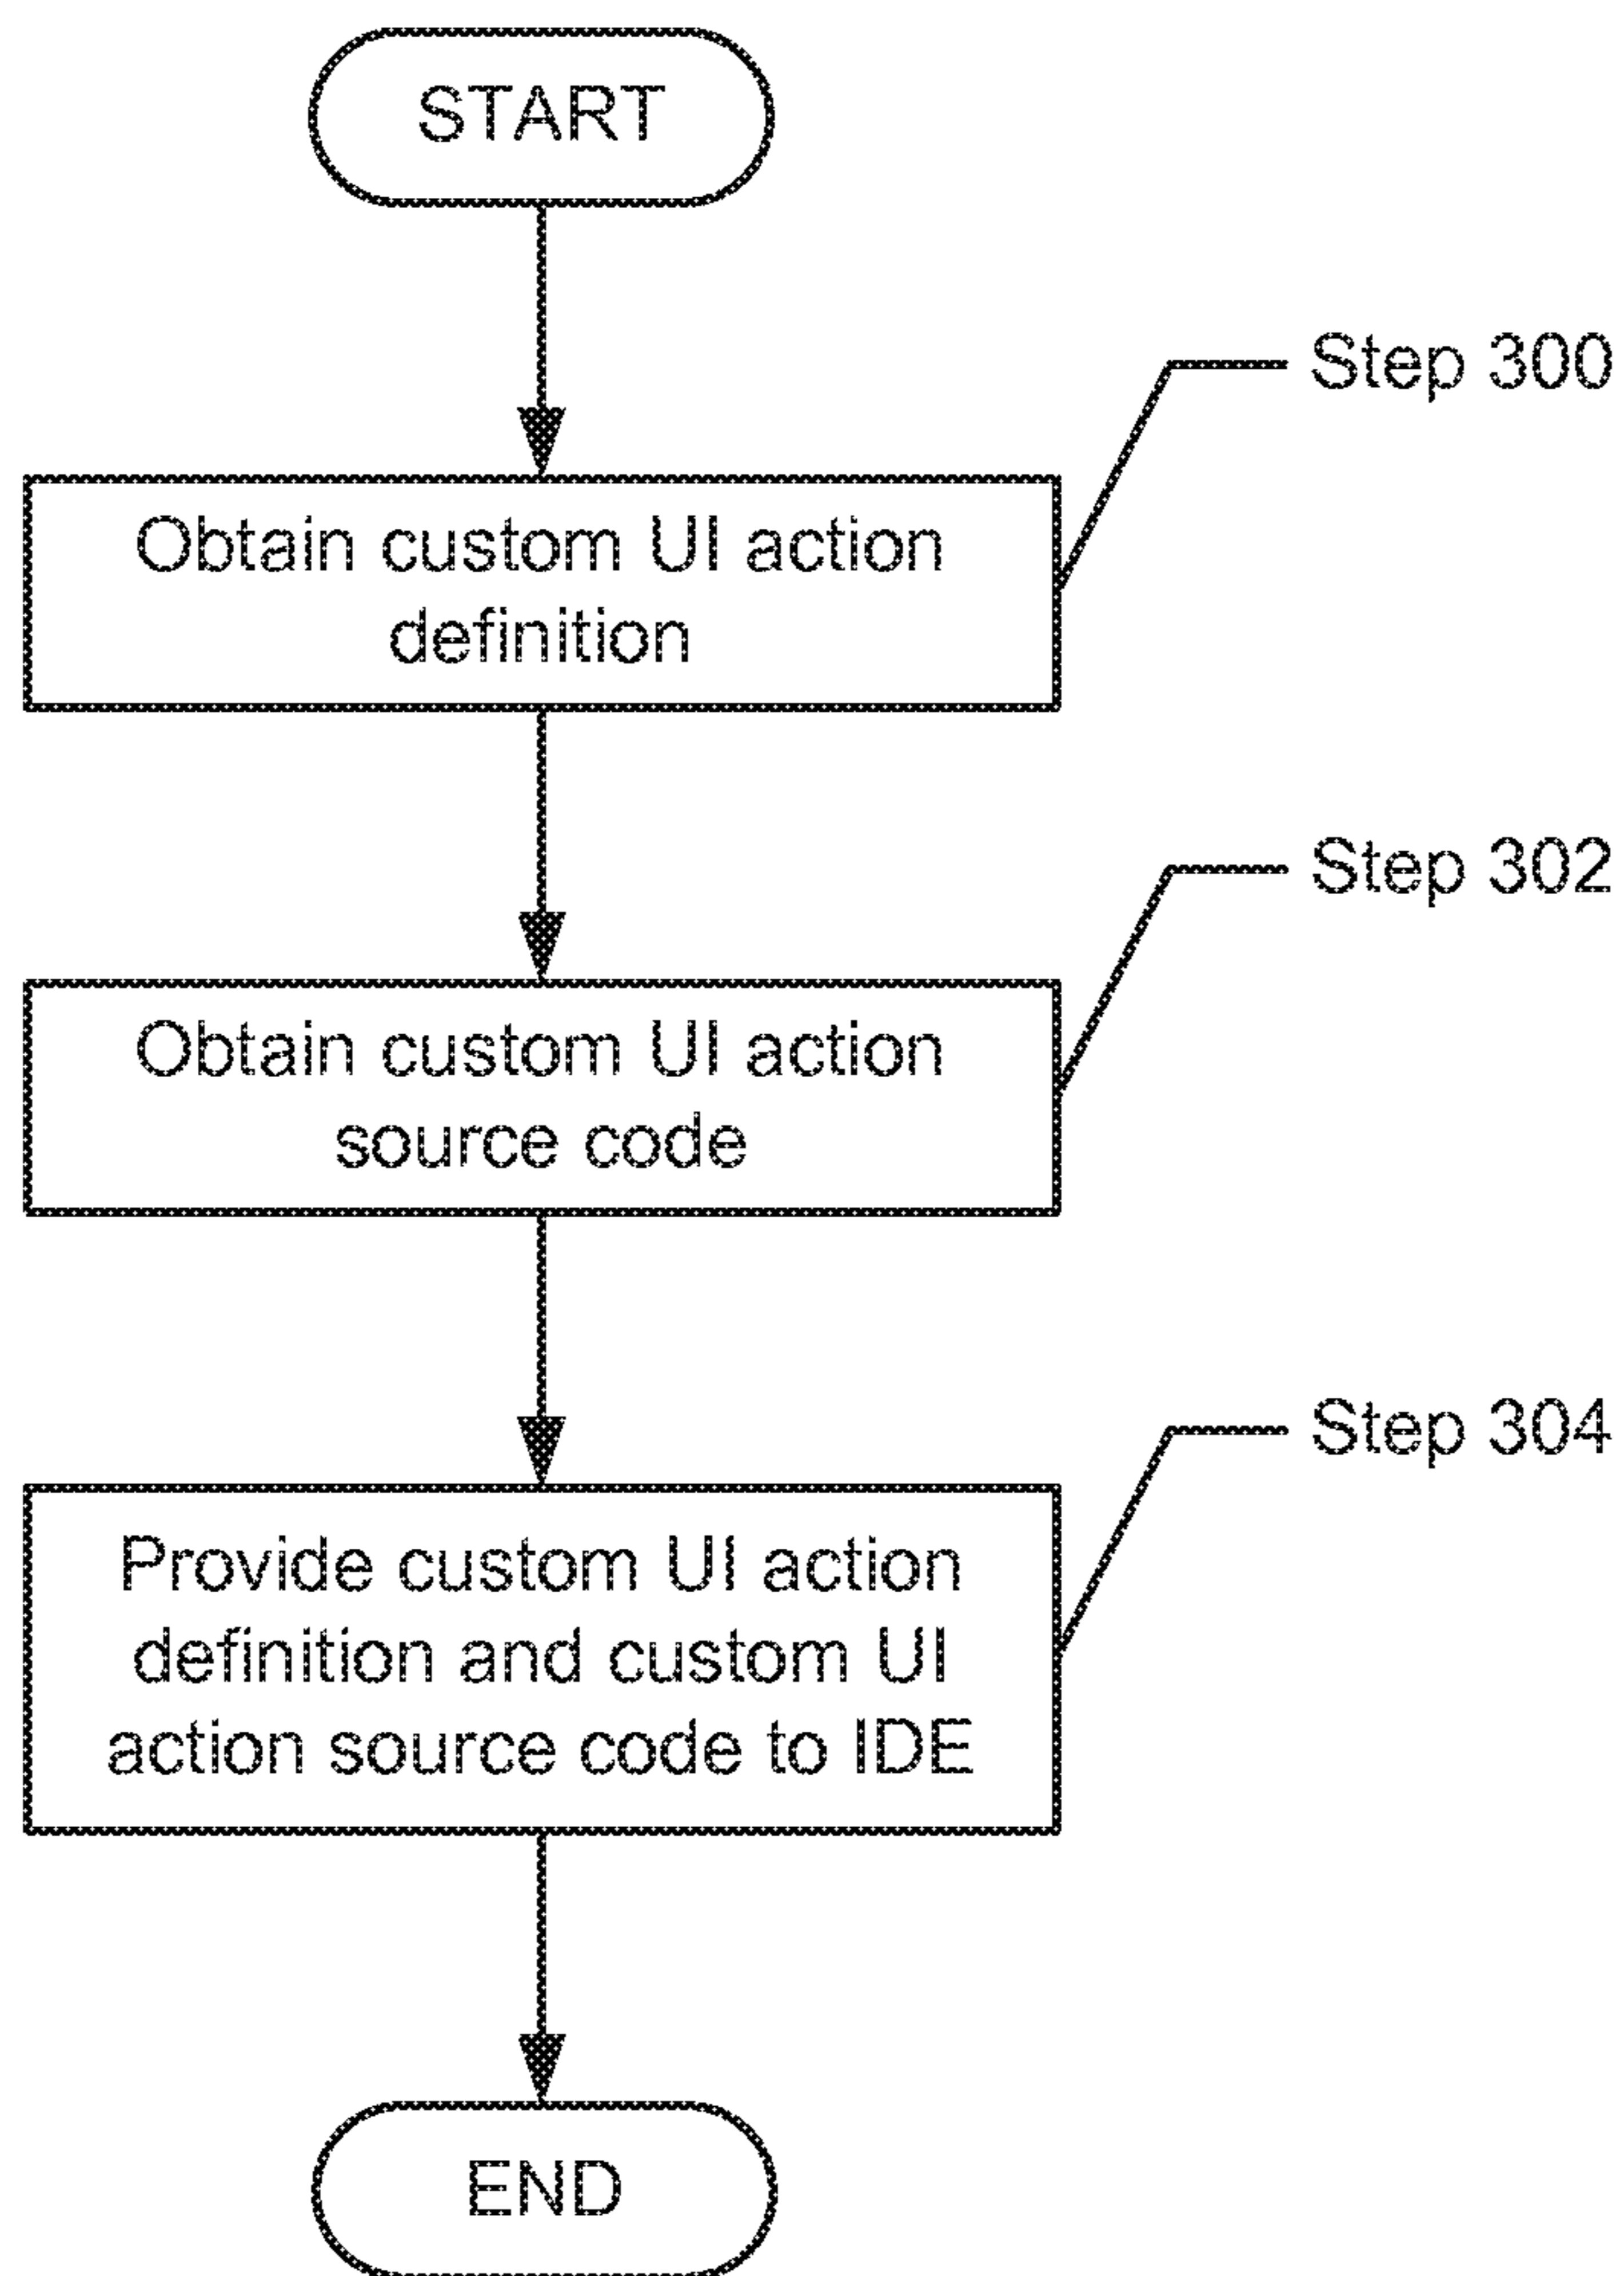 START
Step 300
Obtain custom UI action
definition
Step 302
Obtain custom UI action
source code
Step 304
Provide custom UI action
definition and custom UI
action source code to IDE
END